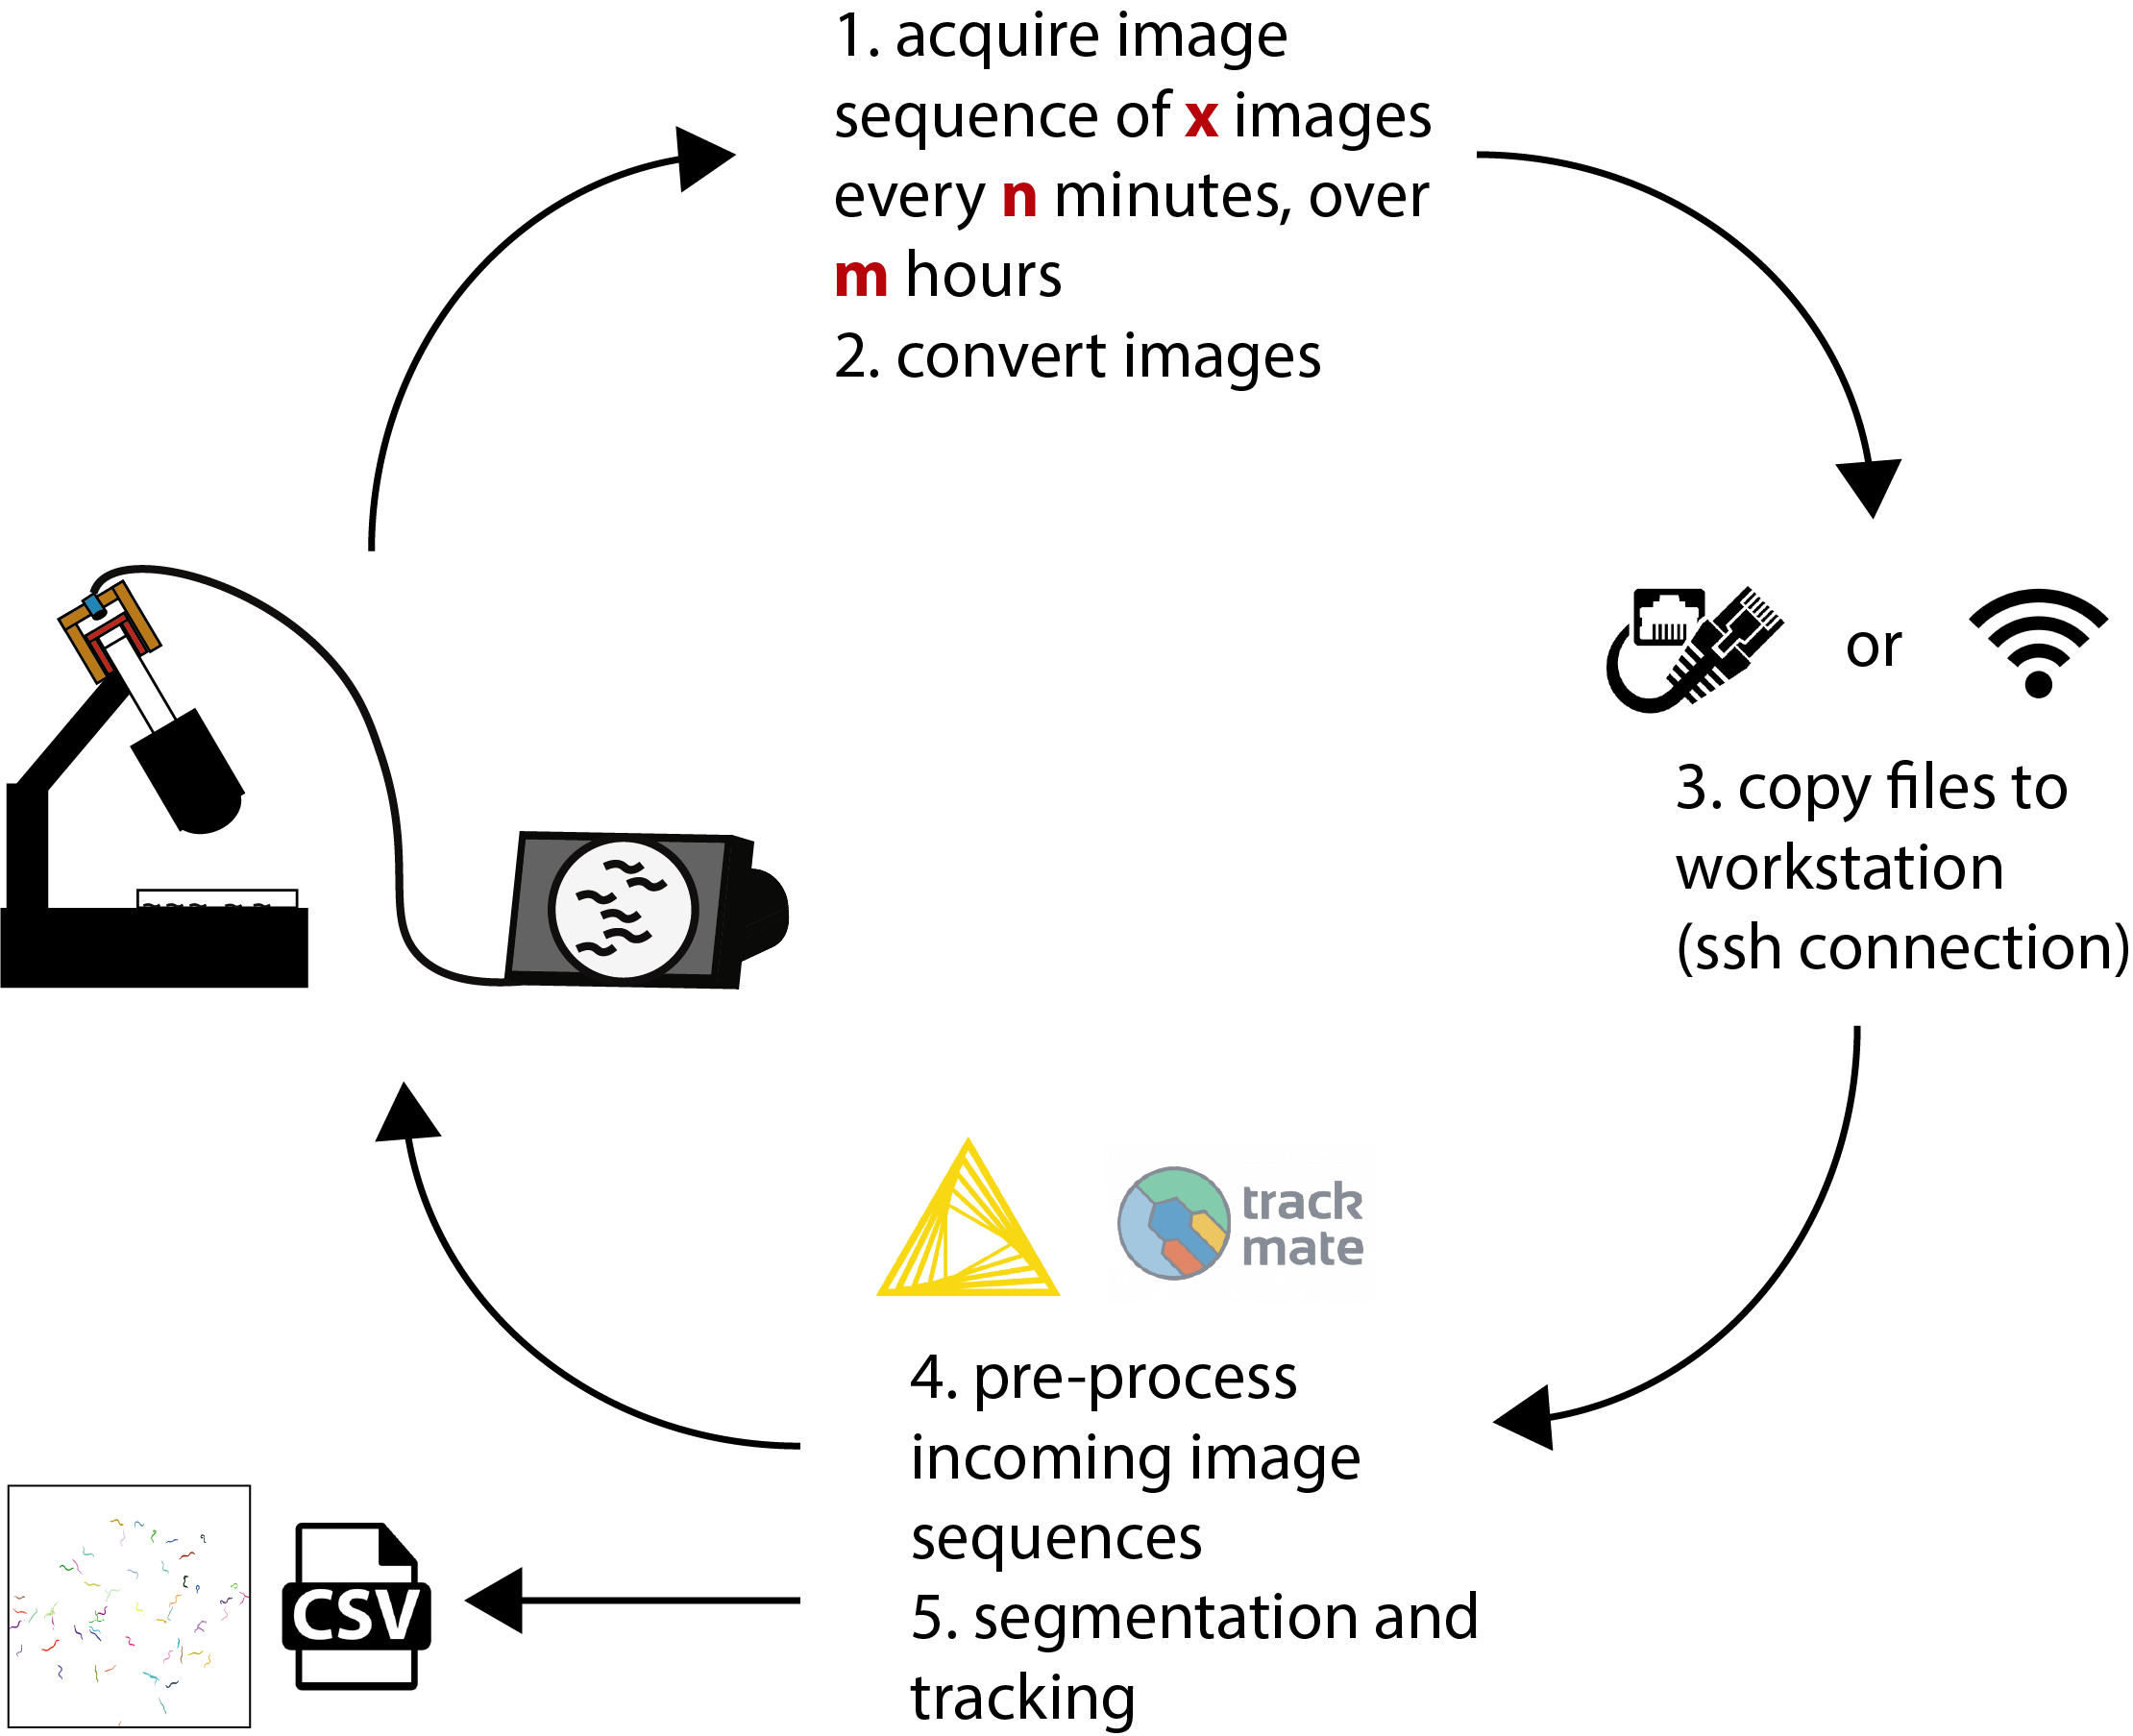 1. acquire image
sequence of x images
every n minutes, over
m hours
2. convert images
or
3. copy files to
workstation
(ssh connection)
track
mate
4. pre-process
incoming image
sequences
5. segmentation and
tracking
CSV